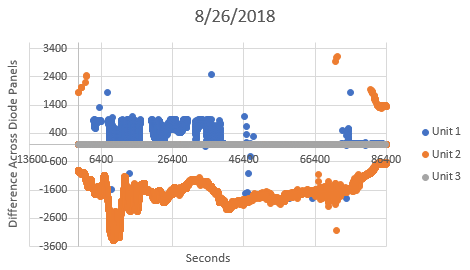 8/26/2018
Difference Across Diode Panels
3400
2400
1400
400
-13600 -600 6400 26400 46400 66400 86400
-1600
-2600
-3600
Seconds
Unit 1
Unit 2
Unit 3